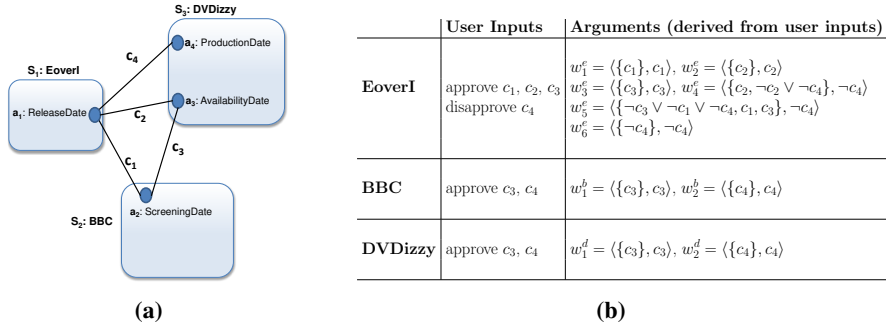 S₃: DVDizzy
a₄: ProductionDate
c₄
S₁: EoverI
a₃: AvailabilityDate
a₁: ReleaseDate
c₂
c₃
c₁
a₂: ScreeningDate
S₂: BBC
(a)
User Inputs Arguments (derived from user inputs)
EoverI
approve c₁, c₂, c₃
disapprove c₄
w₁ᵉ = ⟨{c₁}, c₁⟩, w₂ᵉ = ⟨{c₂}, c₂⟩
w₃ᵉ = ⟨{c₃}, c₃⟩, w₄ᵉ = ⟨{c₂, ¬c₂ ∨ ¬c₄}, ¬c₄⟩
w₅ᵉ = ⟨{¬c₃ ∨ ¬c₁ ∨ ¬c₄, c₁, c₃}, ¬c₄⟩
w₆ᵉ = ⟨{¬c₄}, ¬c₄⟩
BBC approve c₃, c₄ w₁ᵇ = ⟨{c₃}, c₃⟩, w₂ᵇ = ⟨{c₄}, c₄⟩
DVDizzy approve c₃, c₄ w₁ᵈ = ⟨{c₃}, c₃⟩, w₂ᵈ = ⟨{c₄}, c₄⟩
(b)